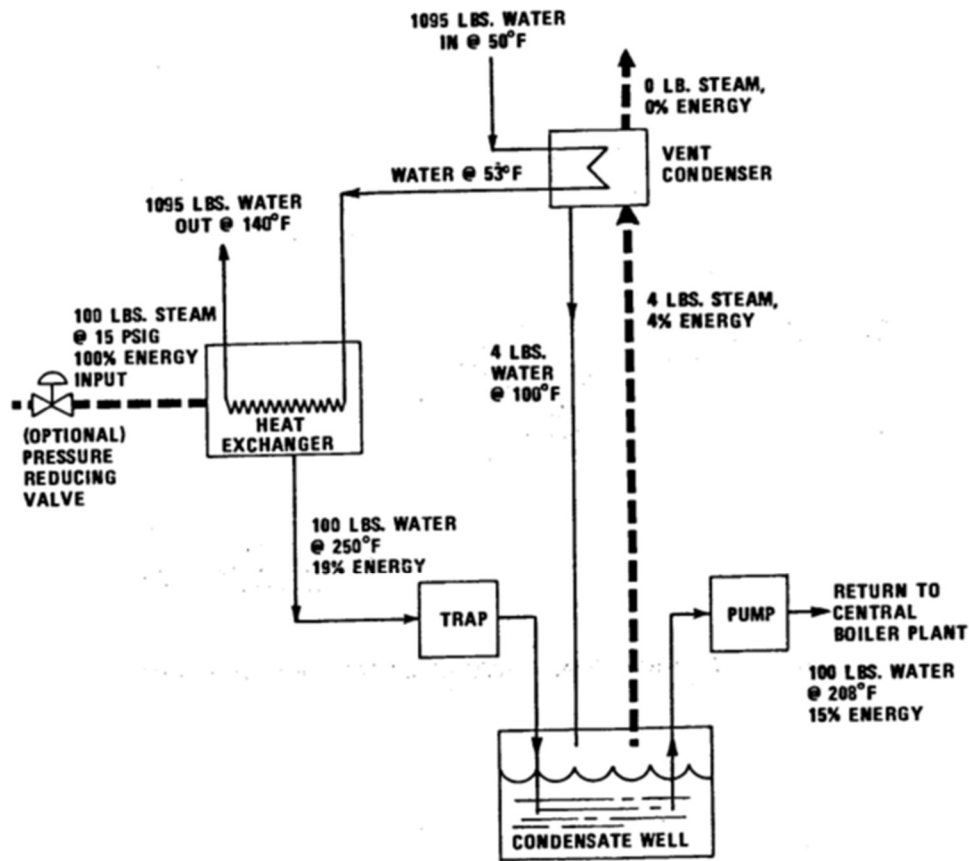 1095 LBS. WATER
IN @ 50°F
0 LB. STEAM,
0% ENERGY
VENT
CONDENSER
WATER @ 53°F
1095 LBS. WATER
OUT @ 140°F
100 LBS. STEAM
@ 15 PSIG
100% ENERGY
INPUT
4 LBS. STEAM,
4% ENERGY
4 LBS.
WATER
@ 100°F
HEAT
EXCHANGER
(OPTIONAL)
PRESSURE
REDUCING
VALVE
100 LBS. WATER
@ 250°F
19% ENERGY
TRAP
PUMP
RETURN TO
CENTRAL
BOILER PLANT
100 LBS. WATER
@ 208°F
15% ENERGY
CONDENSATE WELL